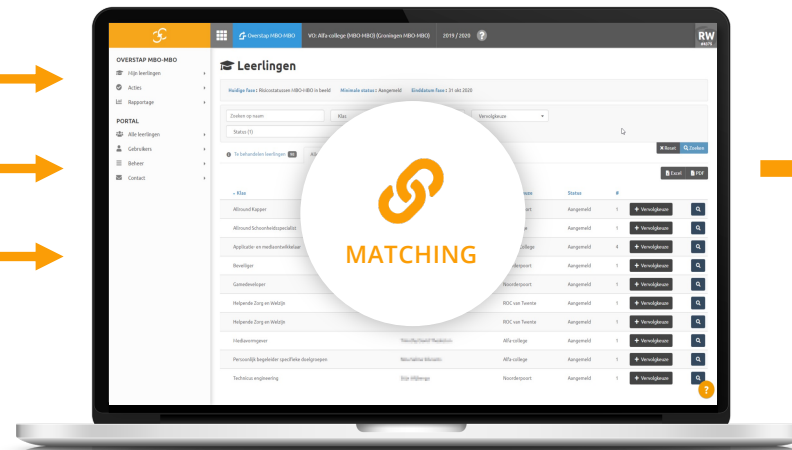 Overstap MBO-MBO
VO: Alfa-college (MBO-MBO) (Groningen MBO-MBO)
2019 / 2020
?
RW
OVERSTAP MBO-MBO
Mijn leerlingen
Acties
Rapportage
PORTAL
Alle leerlingen
Gebruikers
Beheer
Contact
Leerlingen
Huidige fase: Risicostatussen MBO-MBO in beeld Minimale status: Aangemeld Einddatum fase: 31 okt 2020
Zoeken op naam
Klas
Vervolgkeuze
Status (1)
Reset
Zoeken
Te behandelen leerlingen
Excel
PDF
Klas
Status
#
Allround Kapper Aangemeld 1 + Vervolgkeuze
Allround Schoonheidsspecialist Aangemeld 1 + Vervolgkeuze
Applicatie- en mediaontwikkelaar Aangemeld 4 + Vervolgkeuze
Beveiliger Aangemeld 1 + Vervolgkeuze
Gamedeveloper Noorderpoort Aangemeld 1 + Vervolgkeuze
Helpende Zorg en Welzijn ROC van Twente Aangemeld 1 + Vervolgkeuze
Helpende Zorg en Welzijn ROC van Twente Aangemeld 1 + Vervolgkeuze
Mediavormgever Alfa-college Aangemeld 1 + Vervolgkeuze
Persoonlijk begeleider specifieke doelgroepen Alfa-college Aangemeld 1 + Vervolgkeuze
Technicus engineering Noorderpoort Aangemeld 1 + Vervolgkeuze
MATCHING
?